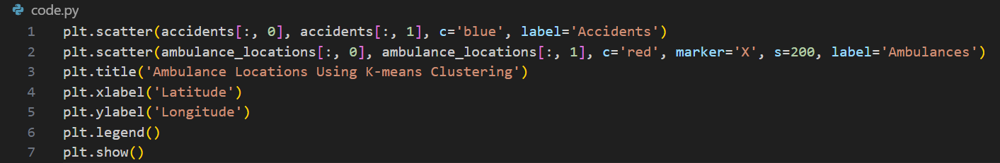 code.py
1 plt.scatter(accidents[:, 0], accidents[:, 1], c='blue', label='Accidents')
2 plt.scatter(ambulance_locations[:, 0], ambulance_locations[:, 1], c='red', marker='X', s=200, label='Ambulances')
3 plt.title('Ambulance Locations Using K-means Clustering')
4 plt.xlabel('Latitude')
5 plt.ylabel('Longitude')
6 plt.legend()
7 plt.show()